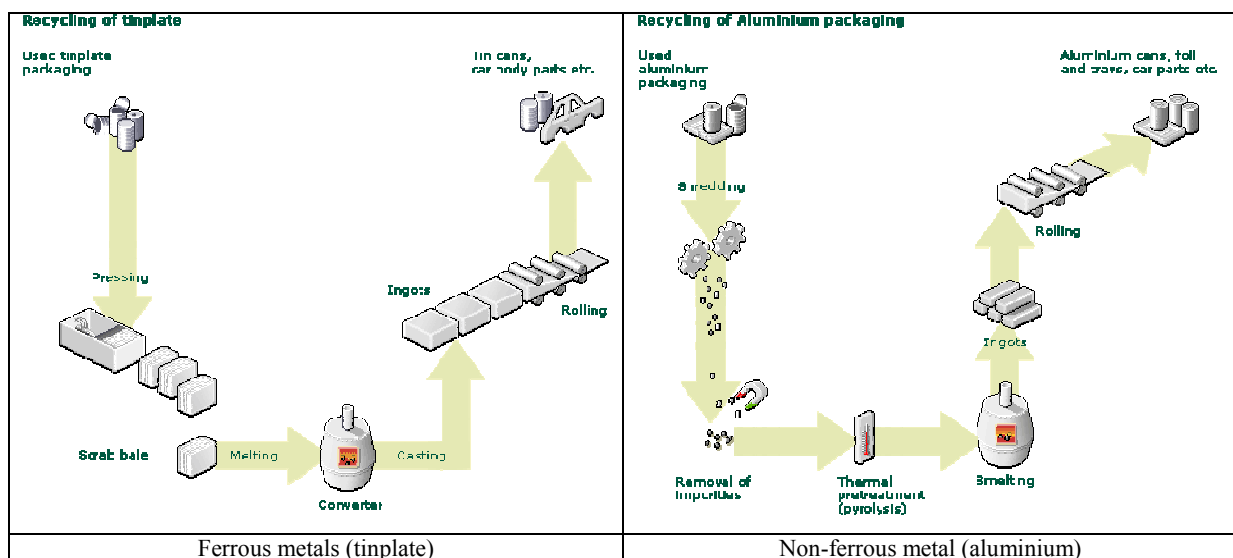 Recycling of tinplate
Used tinplate
packaging
Tin cans,
car body parts etc.
Pressing
Ingots
Rolling
Scrap bale
Melting
Casting
Converter
Ferrous metals (tinplate)
Recycling of Aluminium packaging
Used
aluminium
packaging
Aluminium cans, foil
and trays, car parts etc.
Shredding
Rolling
Ingots
Removal of
impurities
Thermal
pretreatment
(pyrolysis)
Smelting
Non-ferrous metal (aluminium)